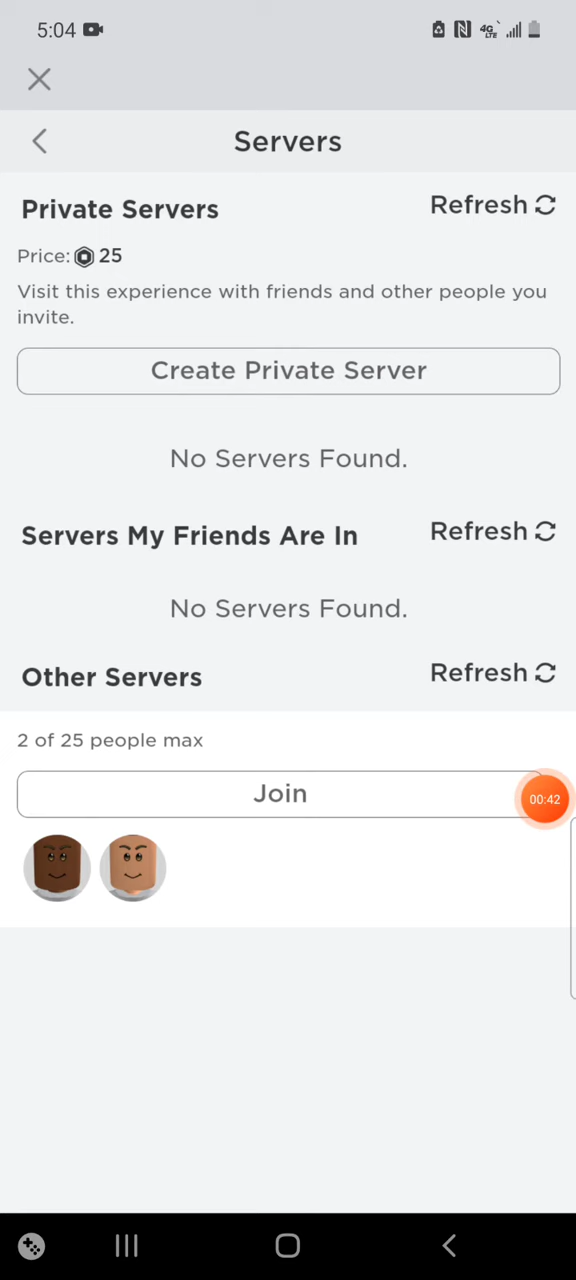 5:04
4G LTE
Servers
Private Servers
Refresh
Price: 25
Visit this experience with friends and other people you
invite.
Create Private Server
No Servers Found.
Servers My Friends Are In
Refresh
No Servers Found.
Other Servers
Refresh
2 of 25 people max
Join
00:42